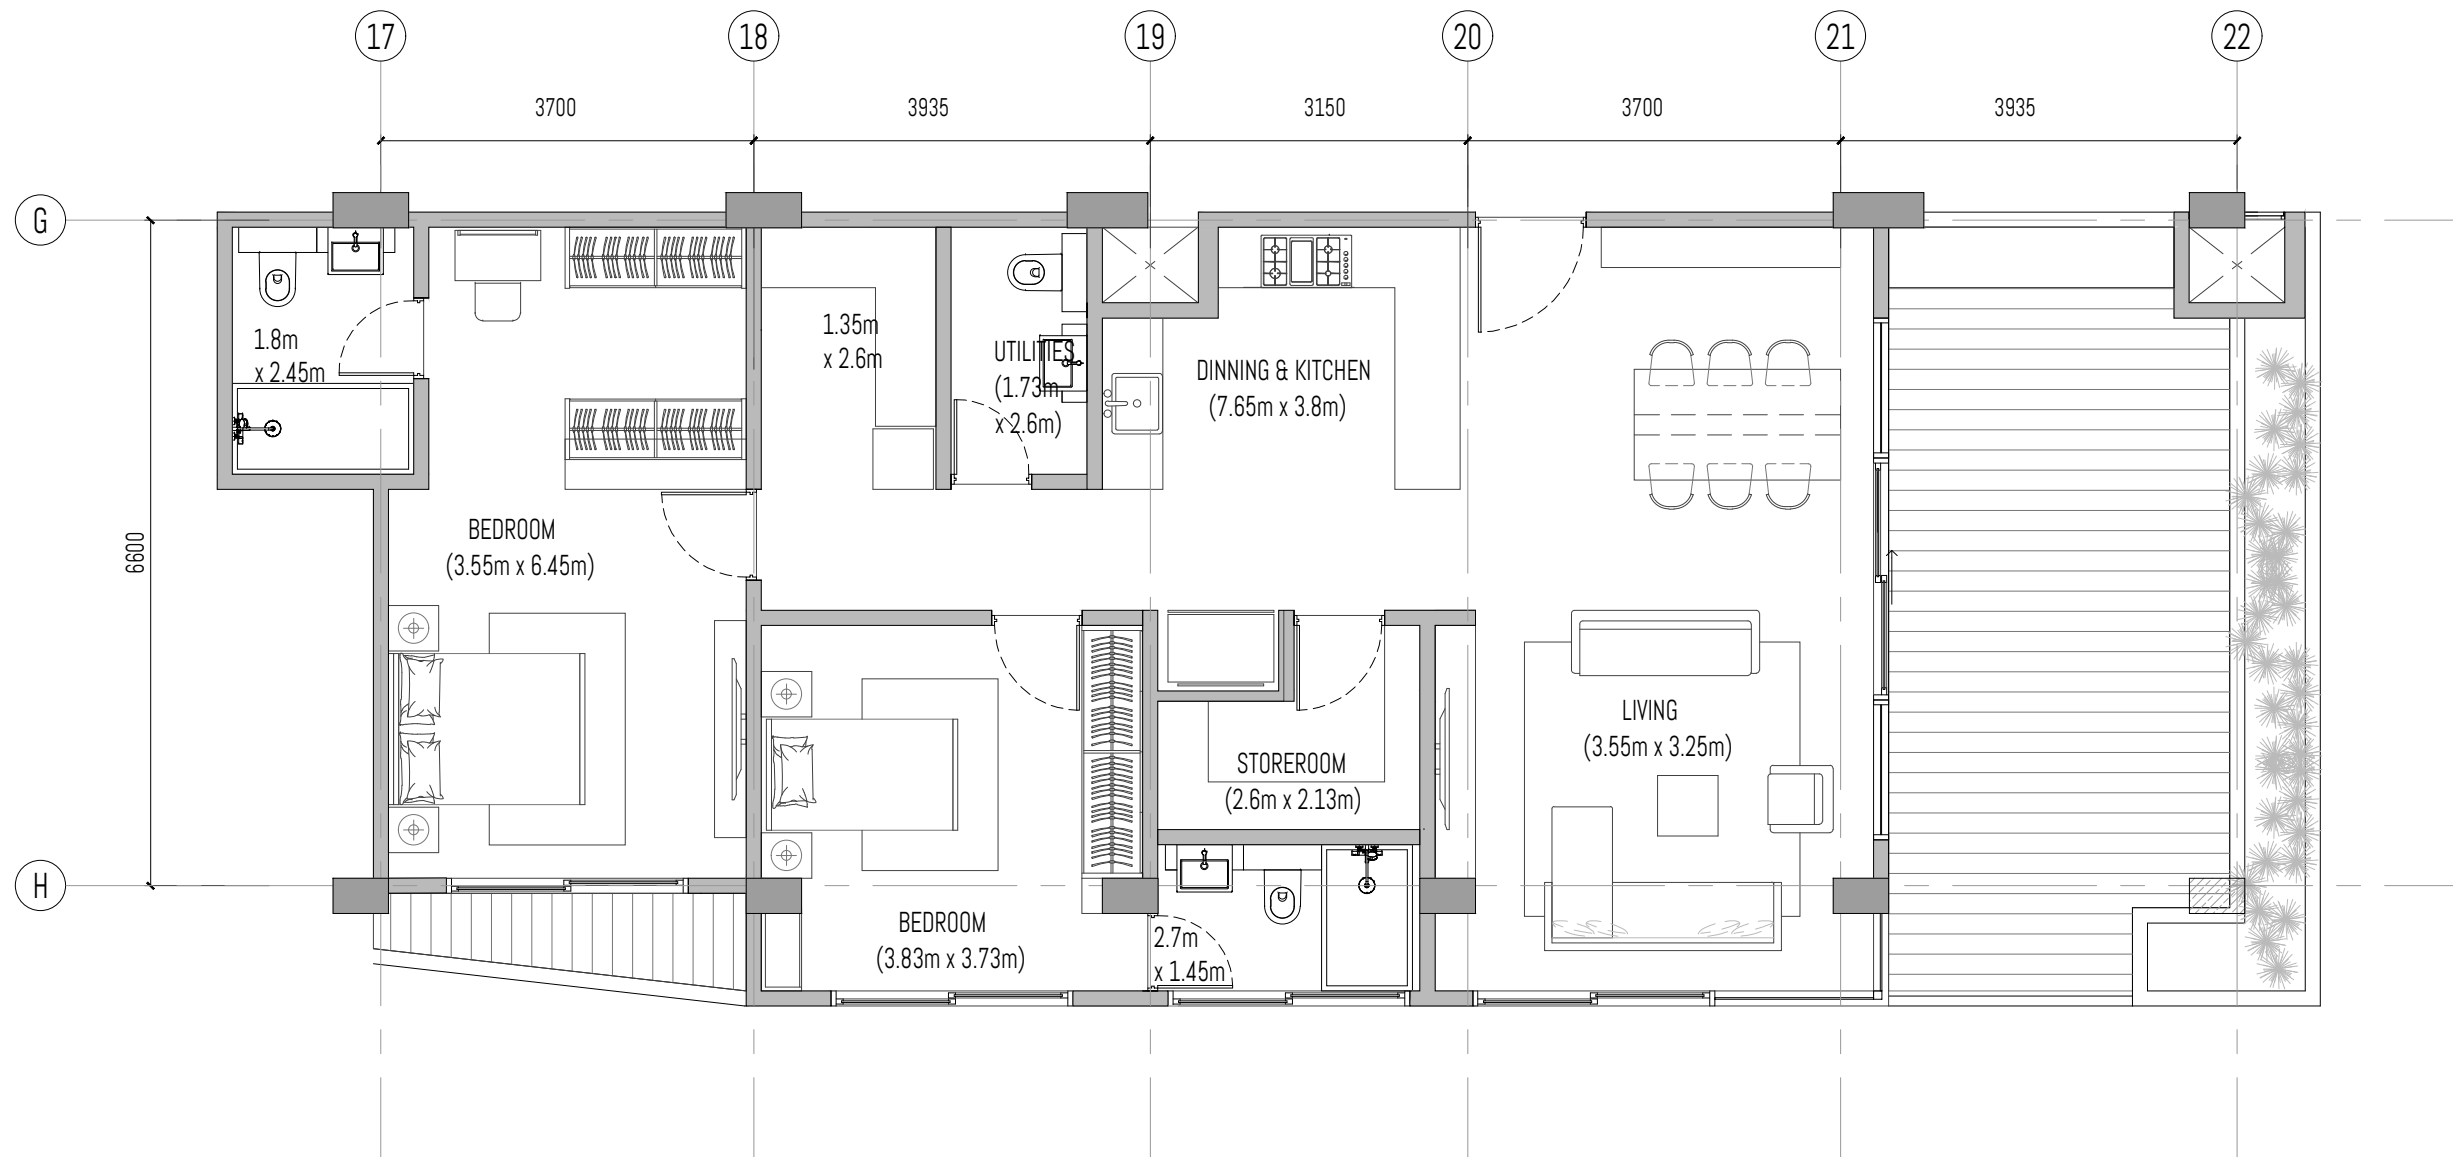 17
18
19
20
21
22
3700
3935
3150
3700
3935
G
6600
H
1.8m
x 2.45m
1.35m
x 2.6m
UTILITIES
(1.73m
x 2.6m)
DINNING & KITCHEN
(7.65m x 3.8m)
BEDROOM
(3.55m x 6.45m)
LIVING
(3.55m x 3.25m)
STOREROOM
(2.6m x 2.13m)
BEDROOM
(3.83m x 3.73m)
2.7m
x 1.45m